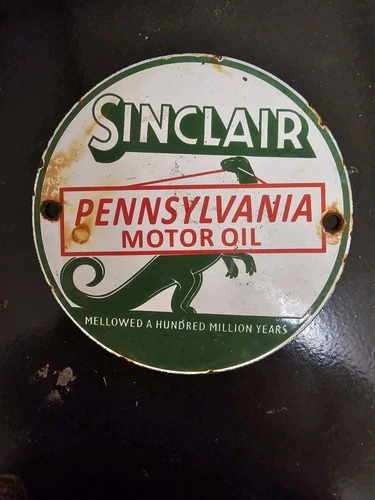 SINCLAIR
PENNSYLVANIA
MOTOR OIL
MELLOWED A HUNDRED MILLION YEARS